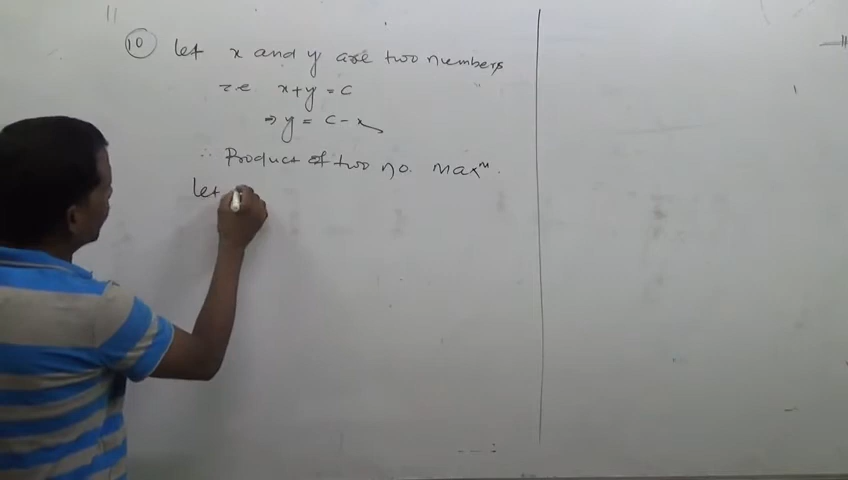 10 Let x and y are two numbers
i.e x+y = c
⇒ y = c - x
∴ Product of two no. maxᵐ.
Let